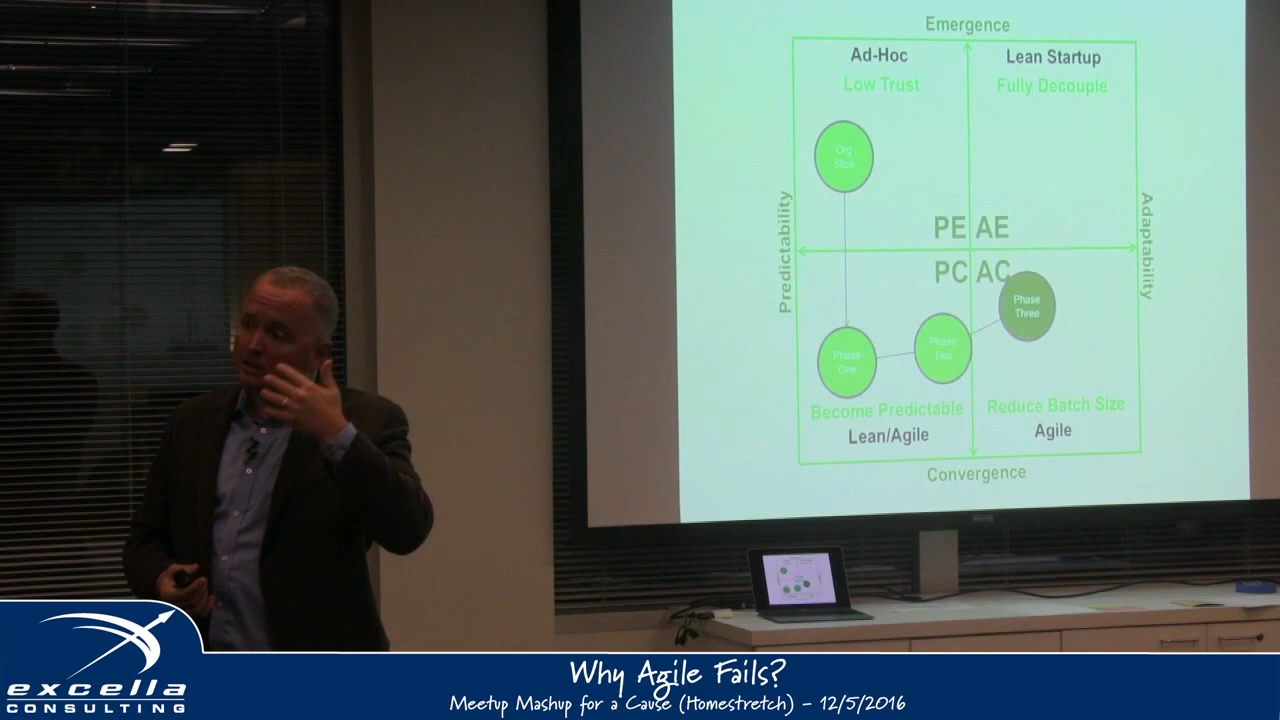 Emergence
Ad-Hoc
Lean Startup
Low Trust
Fully Decouple
Org
Slice
Predictability
Adaptability
PE AE
PC AC
Phase
Three
Phase
Two
Phase
One
Become Predictable
Reduce Batch Size
Lean/Agile
Agile
Convergence
excella
CONSULTING
Why Agile Fails?
Meetup Mashup for a Cause (Homestretch) - 12/5/2016